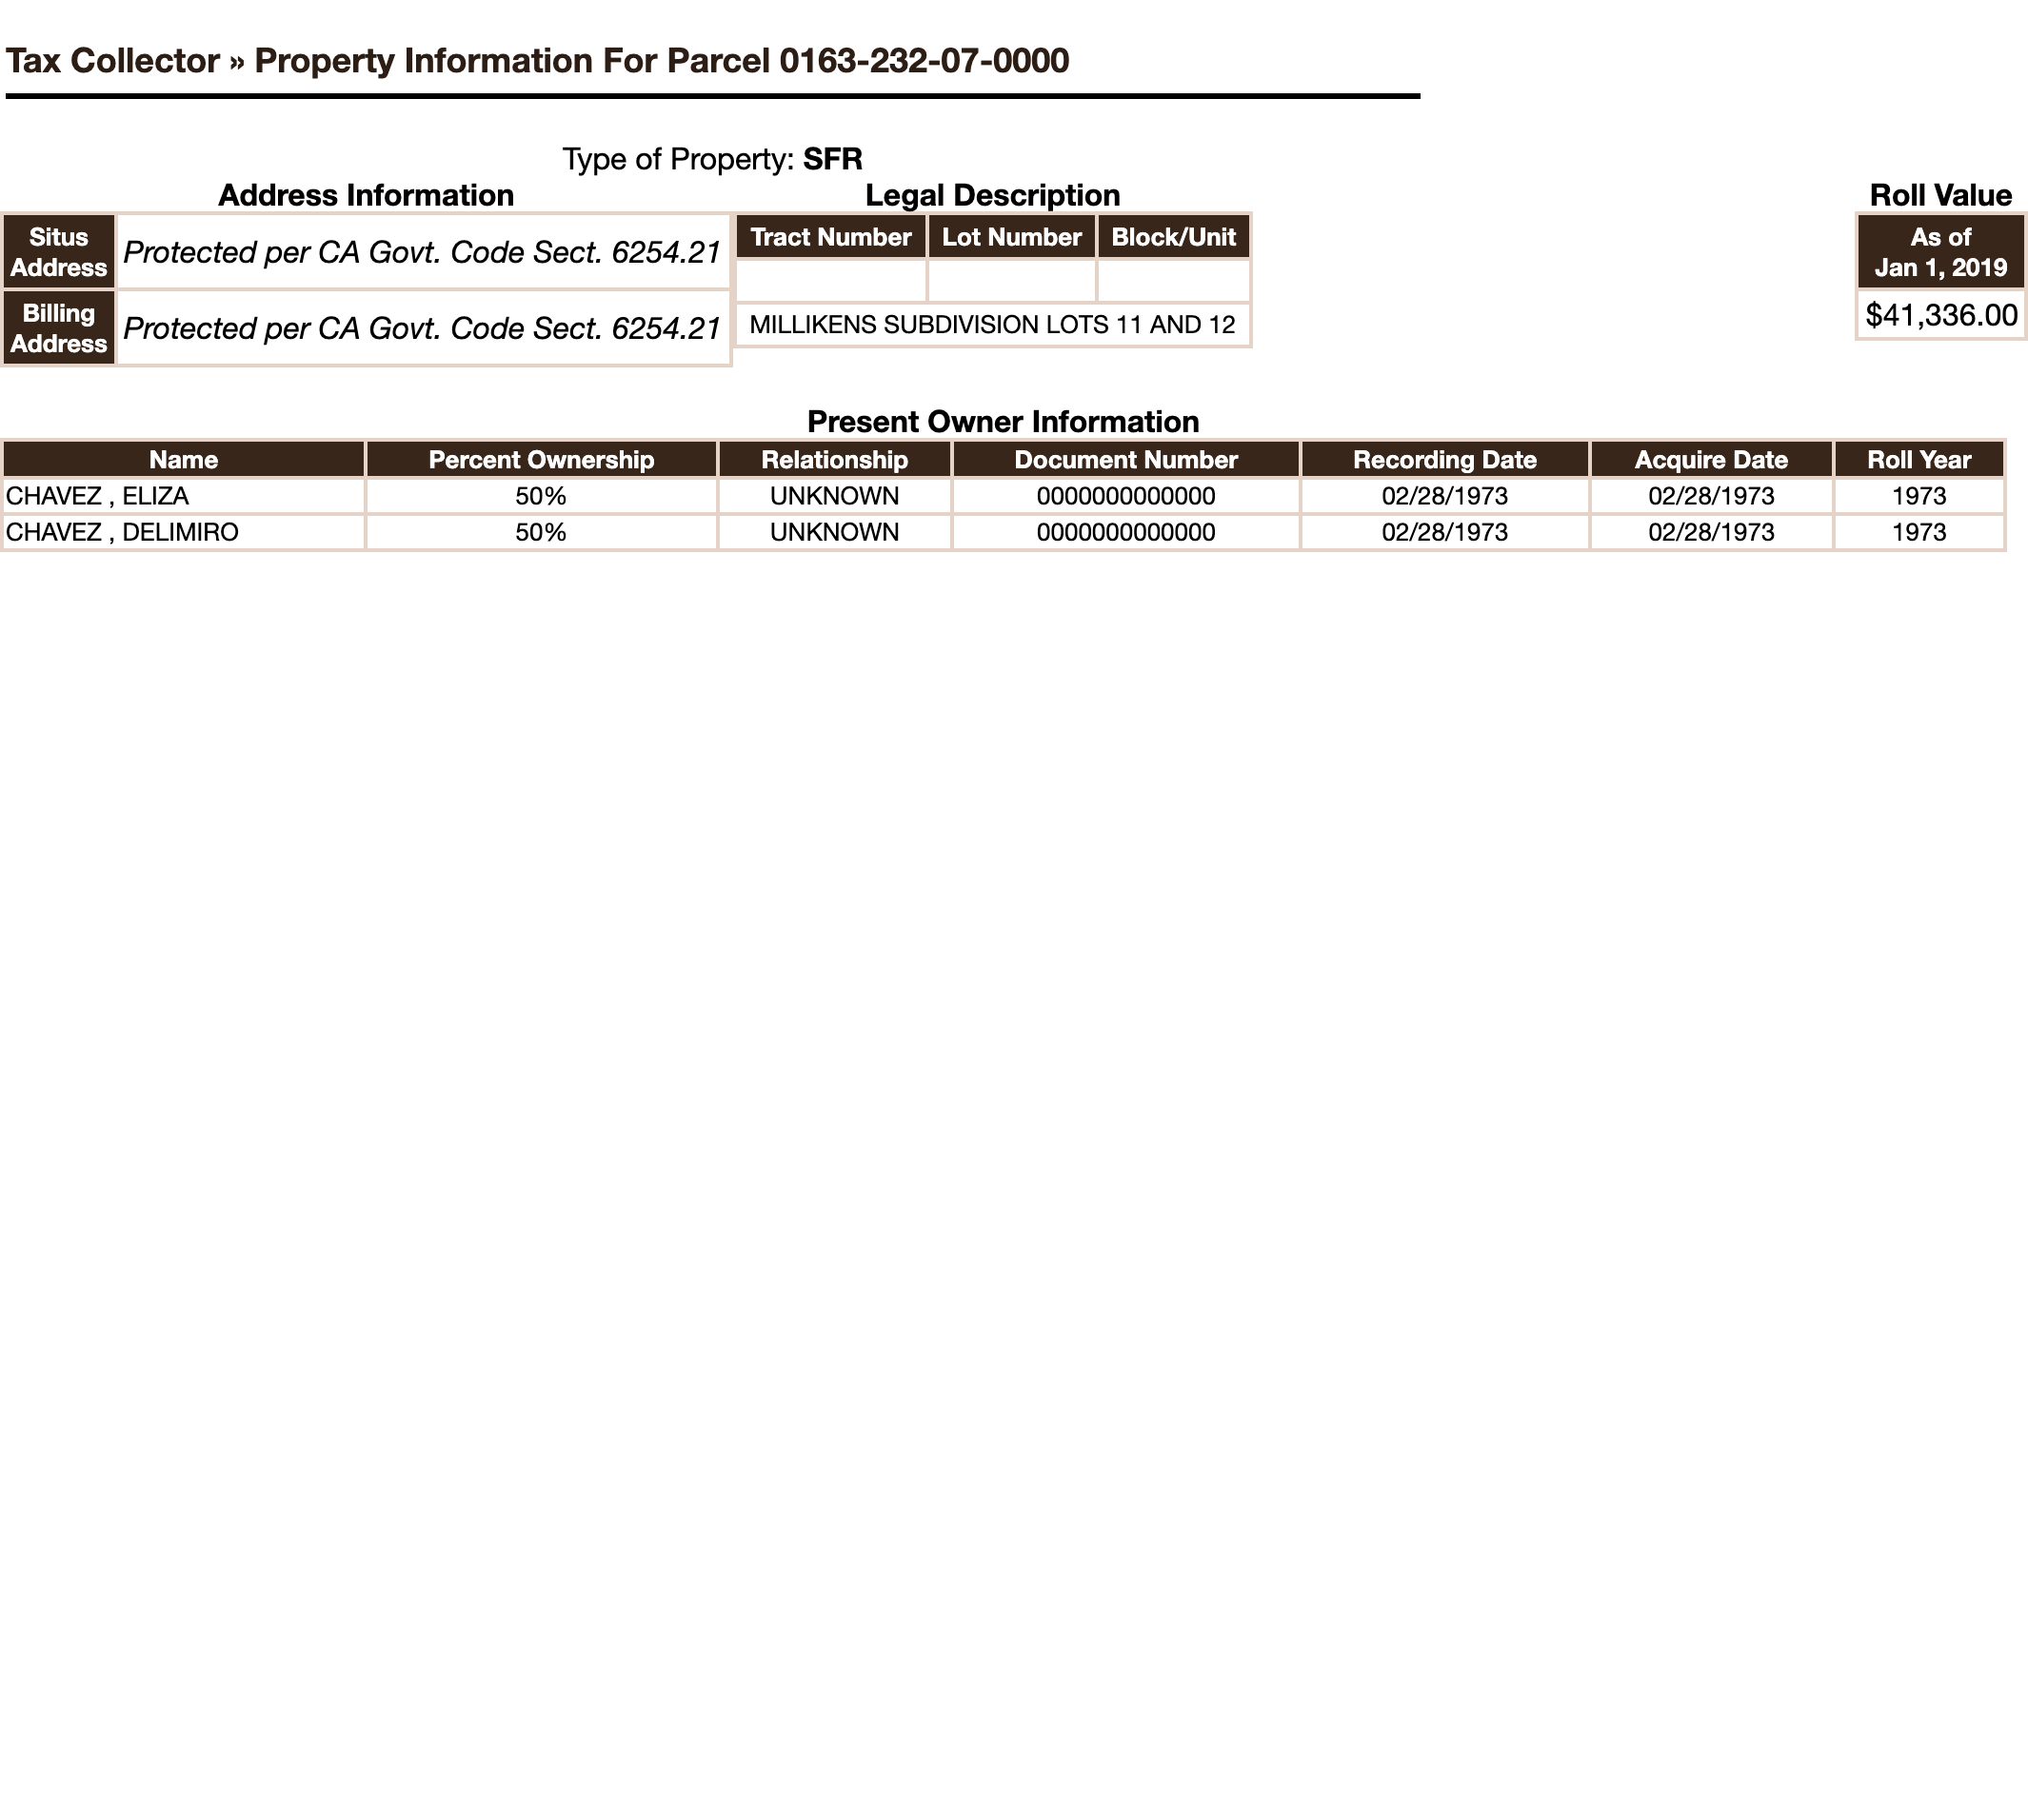 Tax Collector » Property Information For Parcel 0163-232-07-0000
Type of Property: SFR
Address Information
Situs Address Protected per CA Govt. Code Sect. 6254.21
Billing Address Protected per CA Govt. Code Sect. 6254.21
Legal Description
Tract Number Lot Number Block/Unit
MILLIKENS SUBDIVISION LOTS 11 AND 12
Roll Value
As of
Jan 1, 2019
$41,336.00
Present Owner Information
Name Percent Ownership Relationship Document Number Recording Date Acquire Date Roll Year
CHAVEZ , ELIZA 50% UNKNOWN 0000000000000 02/28/1973 02/28/1973 1973
CHAVEZ , DELIMIRO 50% UNKNOWN 0000000000000 02/28/1973 02/28/1973 1973